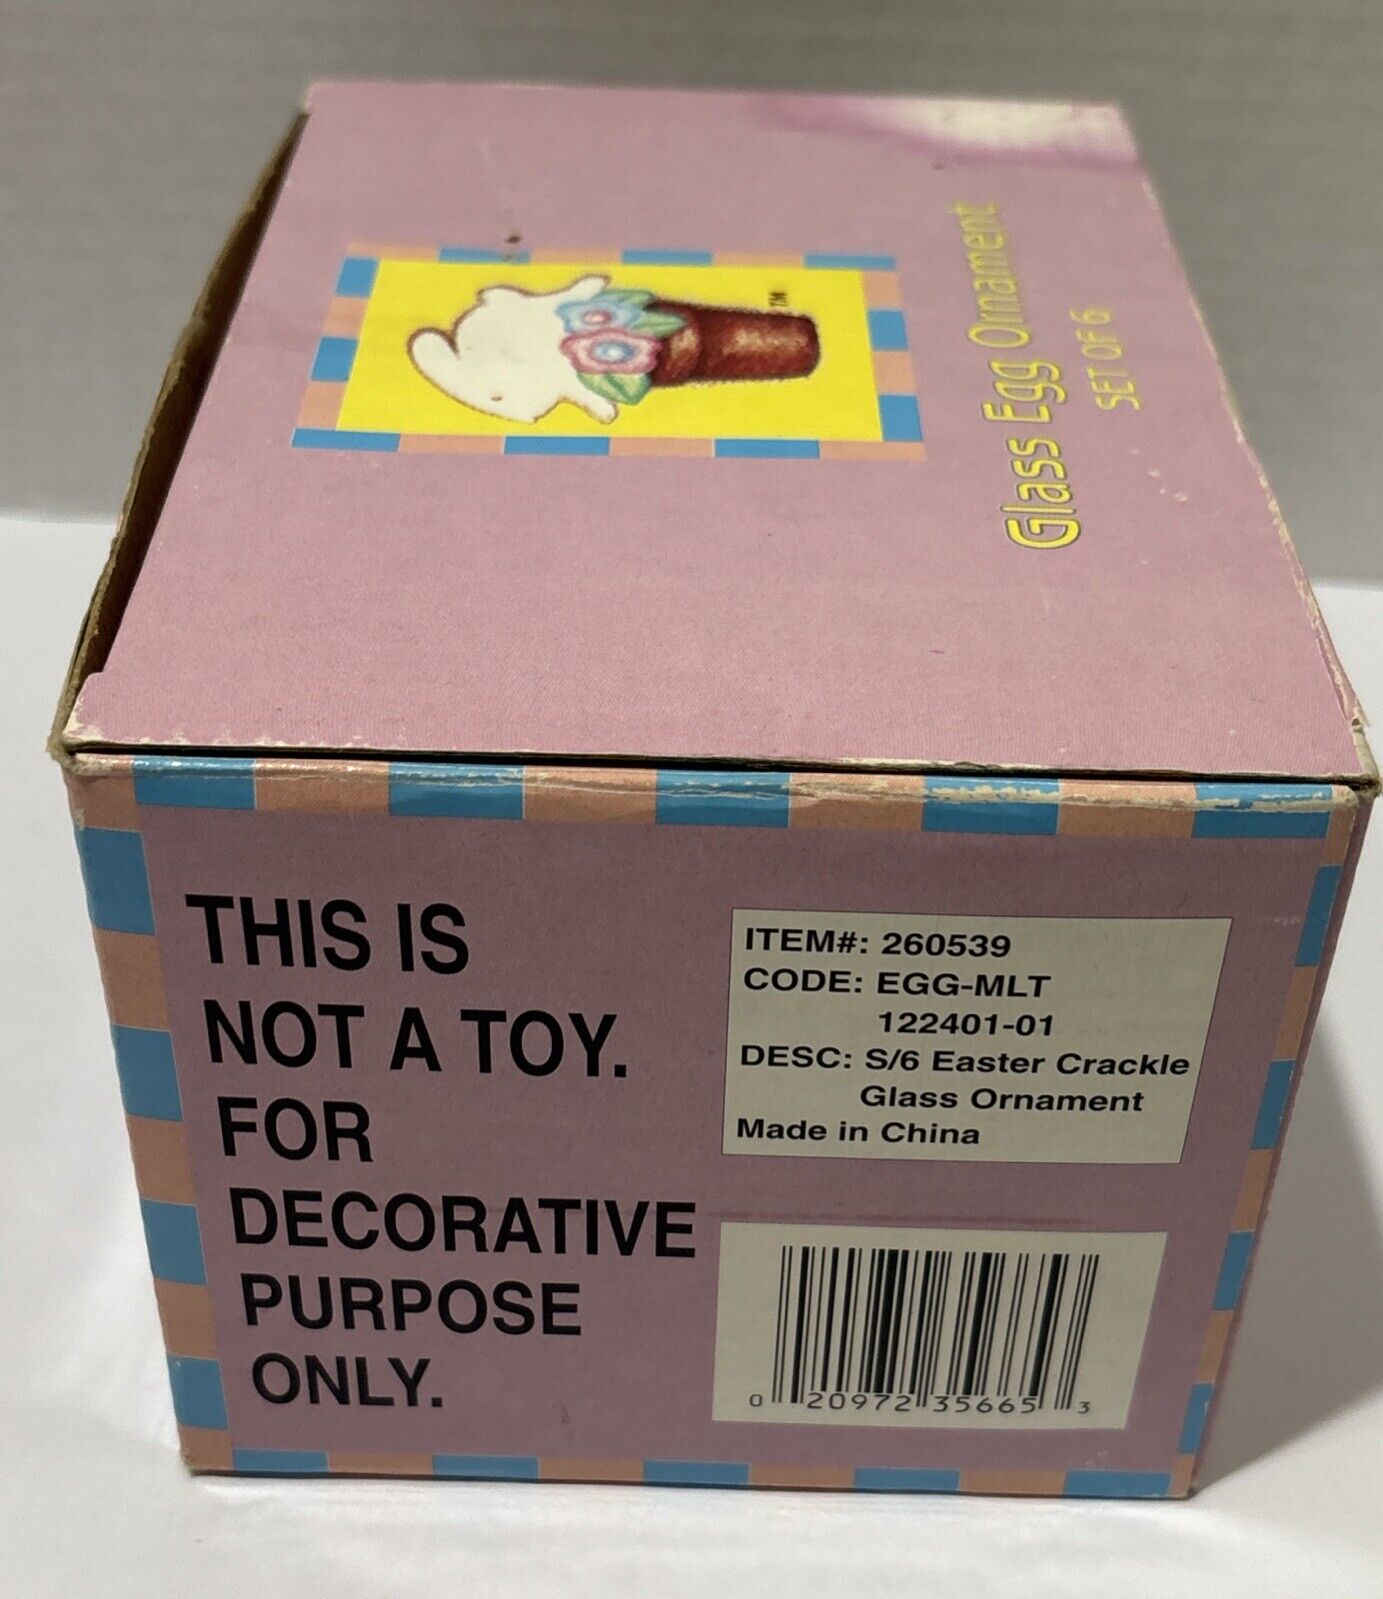 Glass Egg Ornament
SET OF 6
TM
THIS IS
NOT A TOY.
FOR
DECORATIVE
PURPOSE
ONLY.
ITEM#: 260539
CODE: EGG-MLT
122401-01
DESC: S/6 Easter Crackle
Glass Ornament
Made in China
0 20972 35665 3